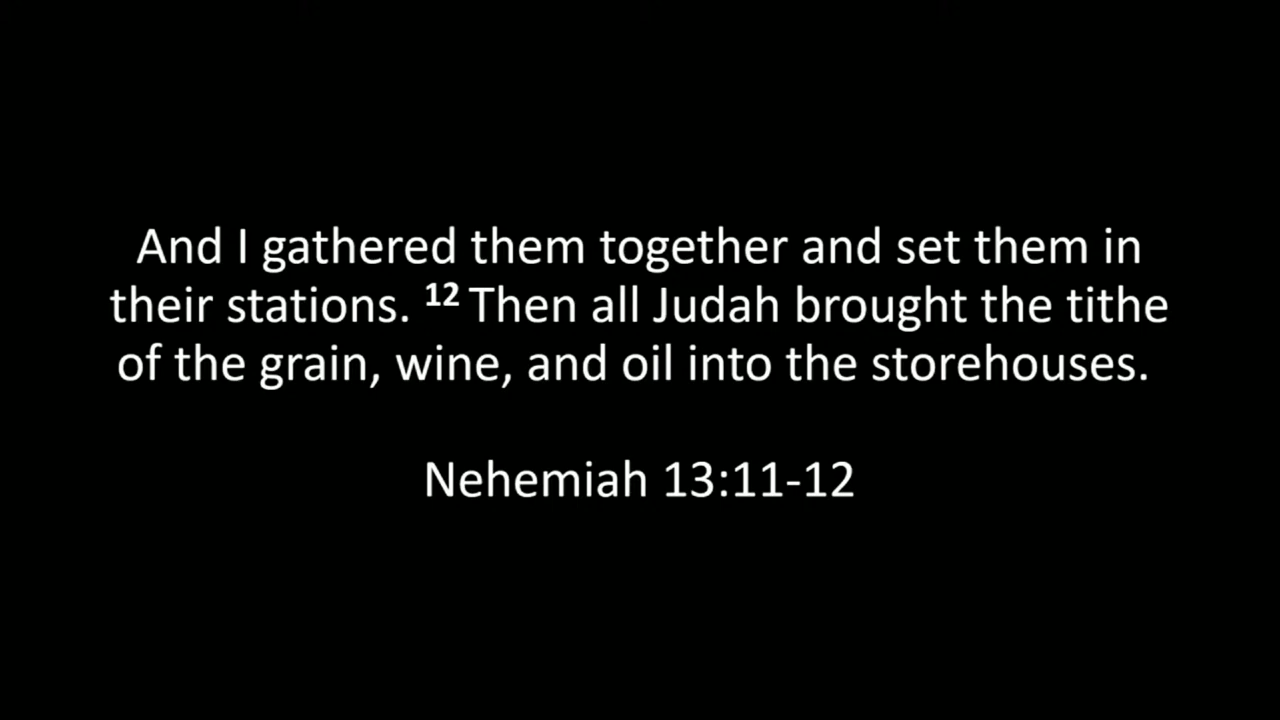 And I gathered them together and set them in
their stations. 12 Then all Judah brought the tithe
of the grain, wine, and oil into the storehouses.
Nehemiah 13:11-12